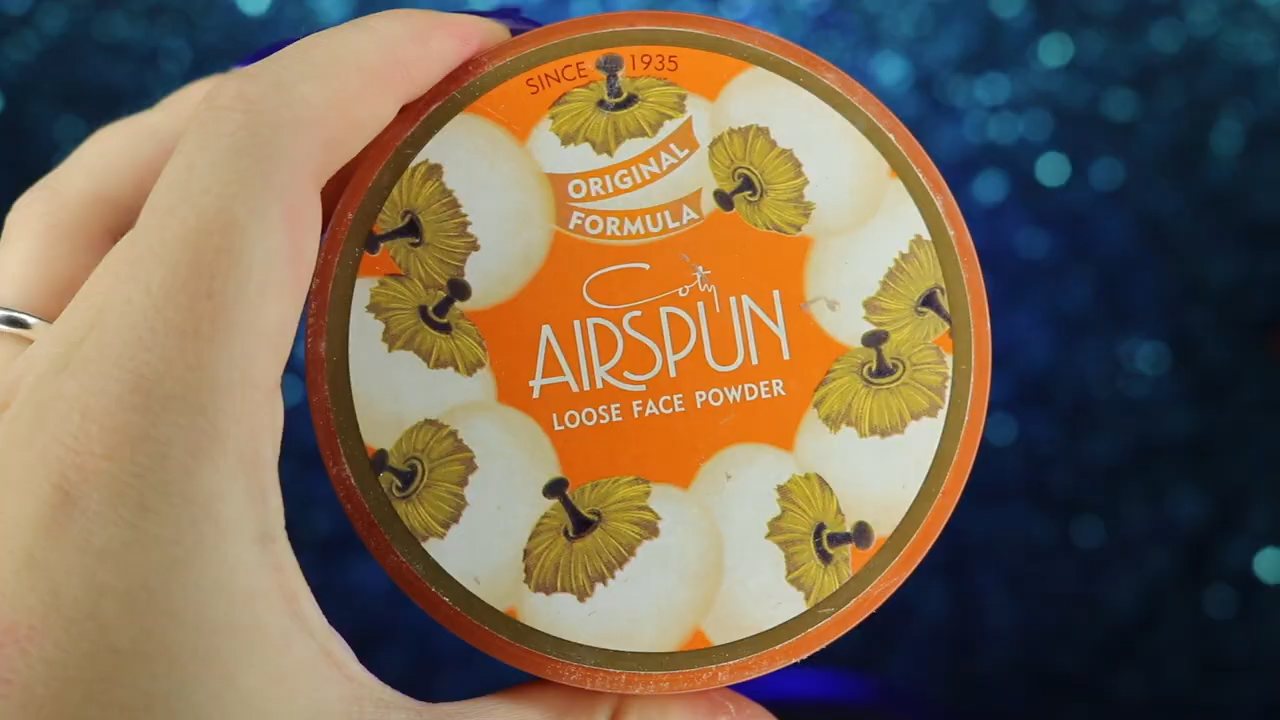 SINCE 1935
ORIGINAL
FORMULA
Coty
AIRSPUN
LOOSE FACE POWDER